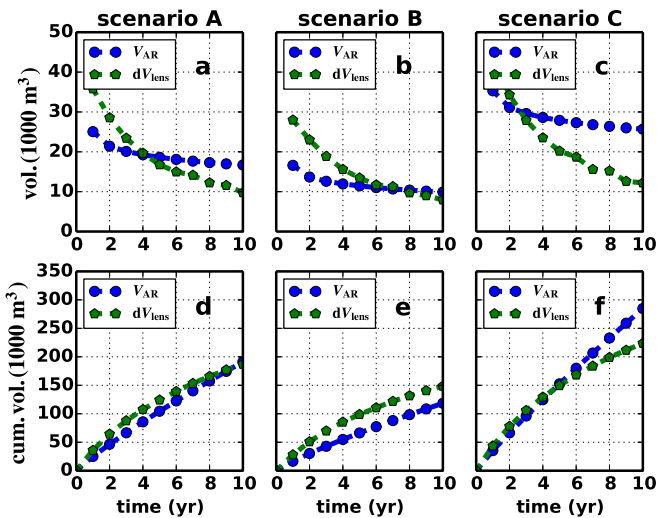 scenario A scenario B scenario C
50
40
30
20
10
0
vol. (1000 m³)
V_AR
dV_lens
a
V_AR
dV_lens
b
V_AR
dV_lens
c
0 2 4 6 8 10
0 2 4 6 8 10
0 2 4 6 8 10
350
300
250
200
150
100
50
0
cum. vol. (1000 m³)
V_AR
dV_lens
d
V_AR
dV_lens
e
V_AR
dV_lens
f
0 2 4 6 8 10
0 2 4 6 8 10
0 2 4 6 8 10
time (yr) time (yr) time (yr)